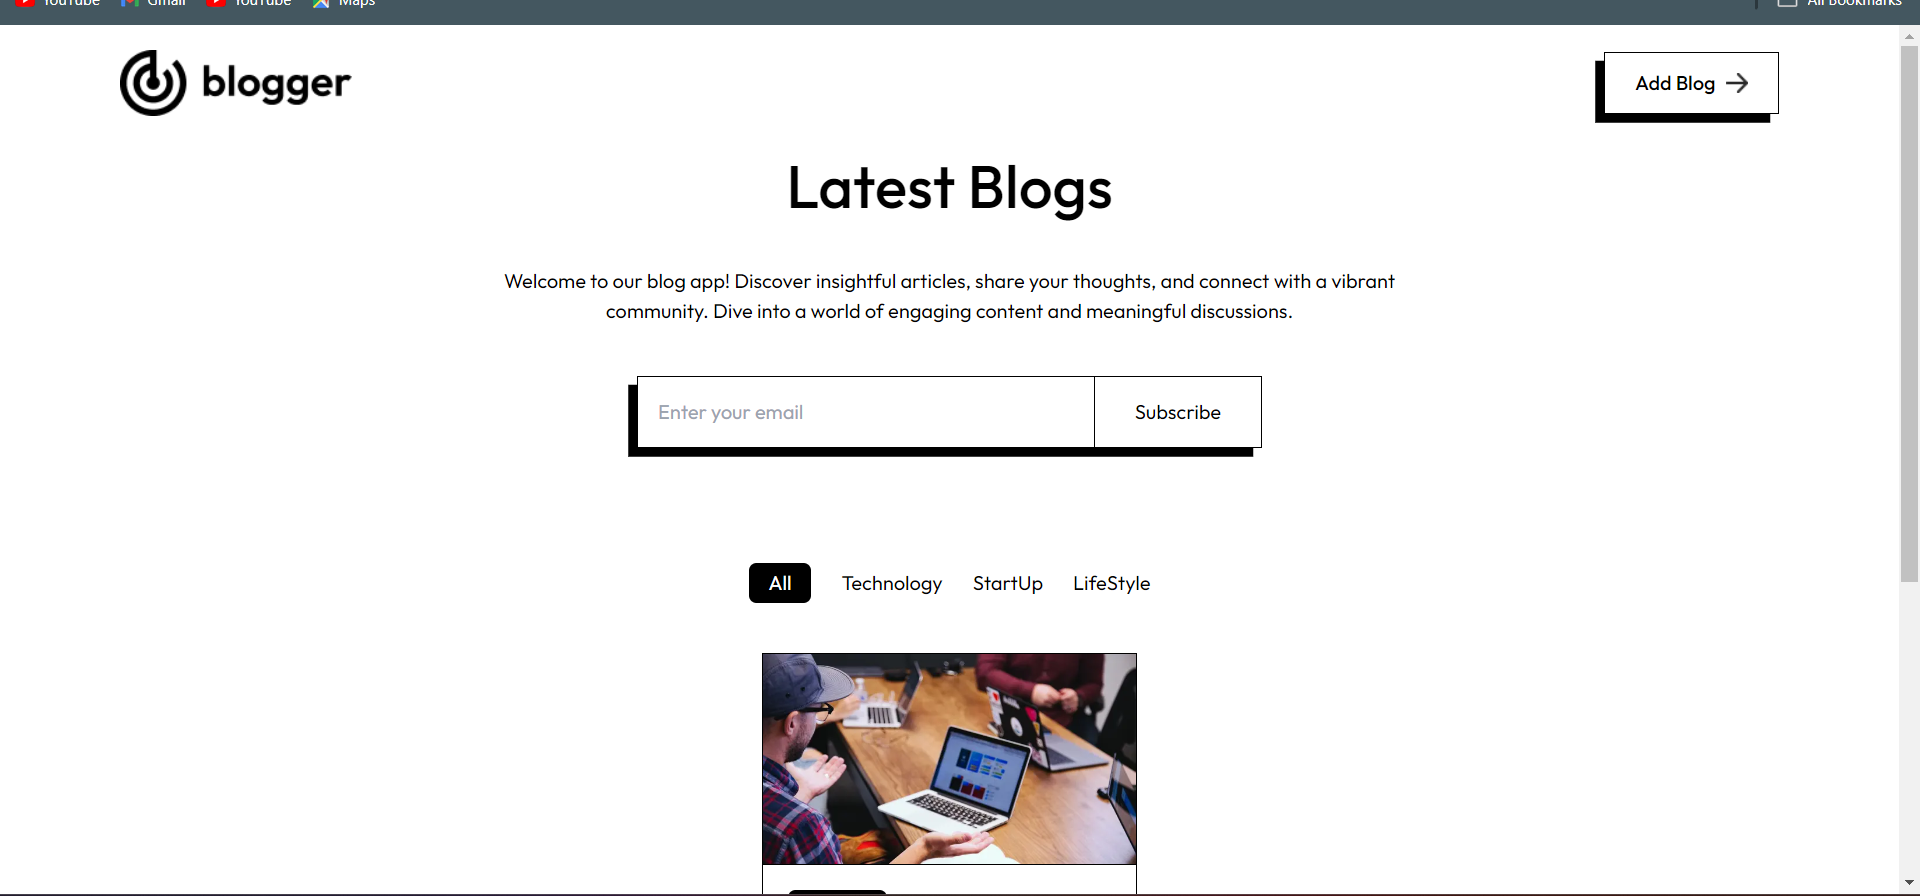 YouTube Gmail YouTube Maps All Bookmarks
blogger
Add Blog
Latest Blogs
Welcome to our blog app! Discover insightful articles, share your thoughts, and connect with a vibrant
community. Dive into a world of engaging content and meaningful discussions.
Enter your email Subscribe
All Technology StartUp LifeStyle